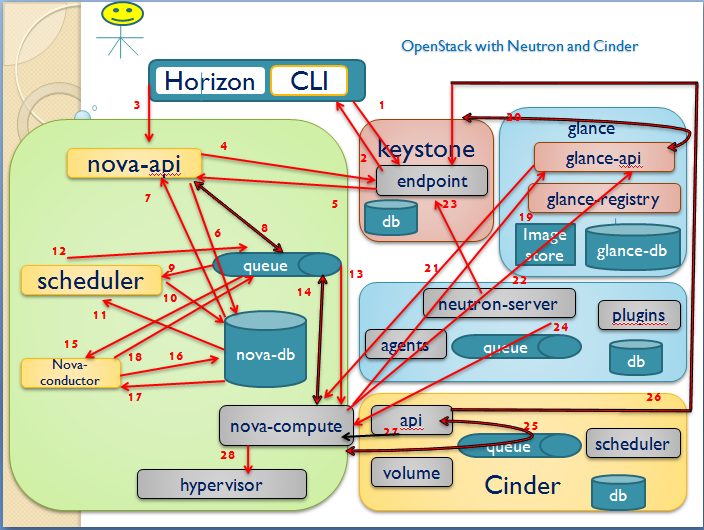 OpenStack with Neutron and Cinder
Horizon
CLI
3
1
20
glance
4
keystone
nova-api
2
glance-api
endpoint
7
5
23
glance-registry
db
19
6
8
Image
store
glance-db
12
9
queue
13
21
22
scheduler
10
14
neutron-server
11
24
plugins
15
18
16
nova-db
agents
queue
db
Nova-
conductor
17
26
nova-compute
api
27
25
28
queue
scheduler
volume
hypervisor
Cinder
db